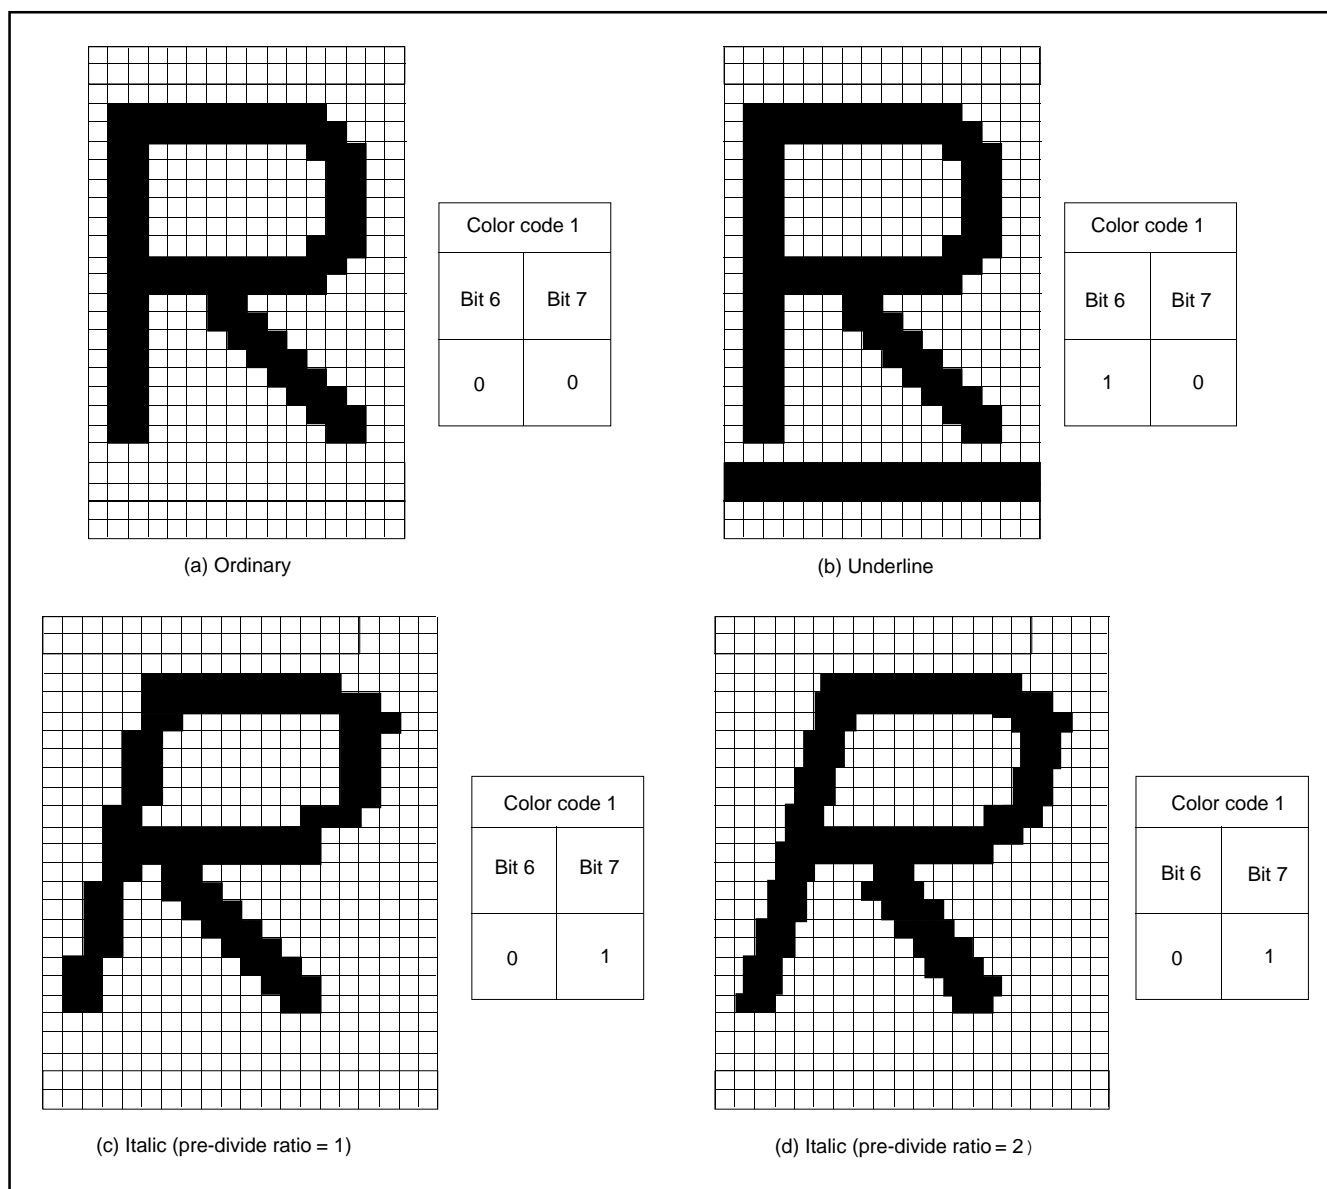 Color code 1
Bit 6 Bit 7
0 0
(a) Ordinary
Color code 1
Bit 6 Bit 7
1 0
(b) Underline
Color code 1
Bit 6 Bit 7
0 1
(c) Italic (pre-divide ratio = 1)
Color code 1
Bit 6 Bit 7
0 1
(d) Italic (pre-divide ratio = 2)